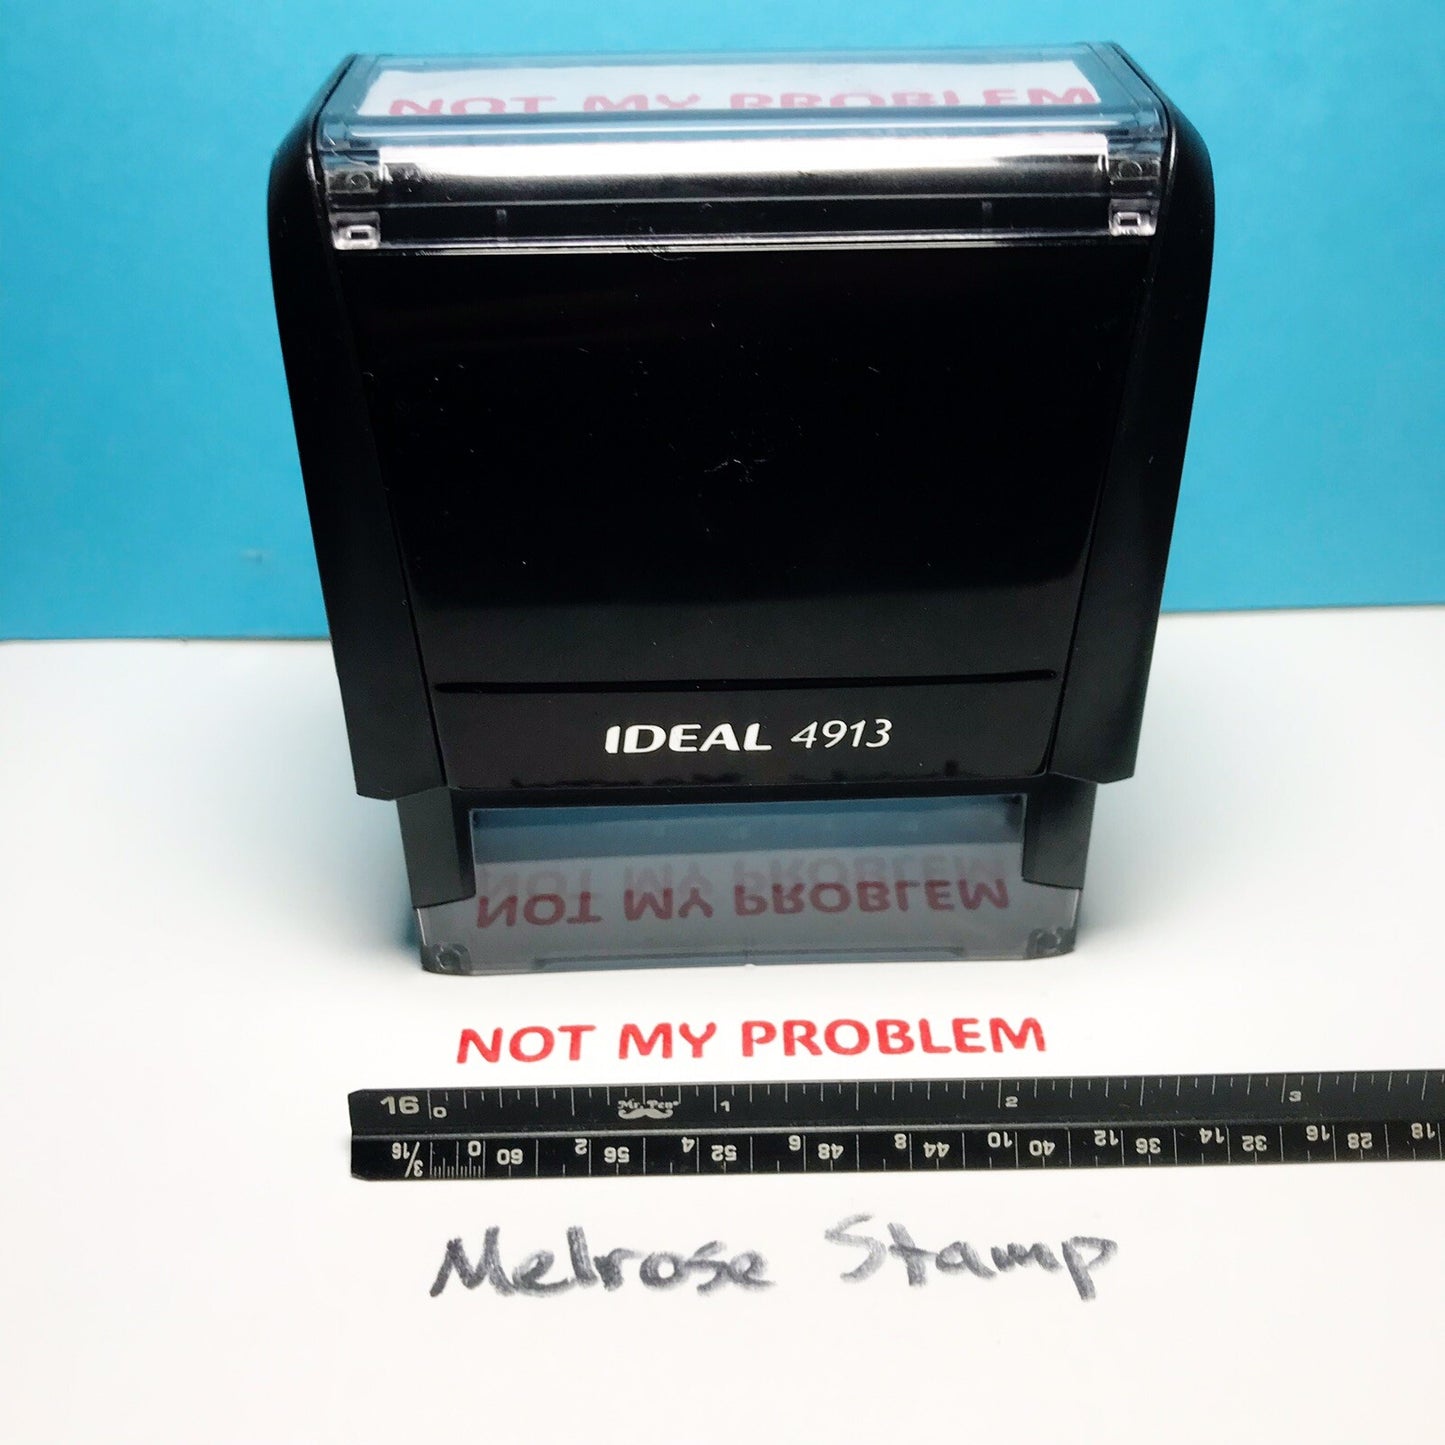 NOT MY PROBLEM
IDEAL 4913
NOT MY PROBLEM
NOT MY PROBLEM
16 0 Mr. Pen® 1 2 3
3/16 0 60 2 56 4 52 6 48 8 44 10 40 12 36 14 32 16 28 18
Melrose Stamp